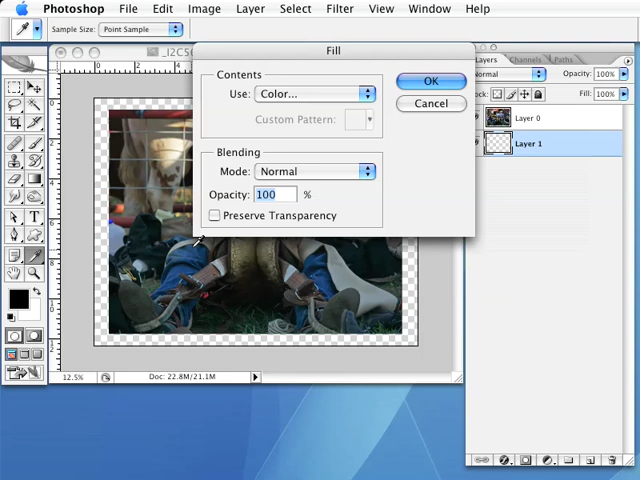 Photoshop File Edit Image Layer Select Filter View Window Help
Sample Size: Point Sample
Fill
Contents
Use: Color...
Custom Pattern:
Blending
Mode: Normal
Opacity: 100 %
Preserve Transparency
OK
Cancel
Layers Channels Paths
Normal Opacity: 100%
Fill: 100%
Layer 0
Layer 1
12.5% Doc: 22.8M/21.1M